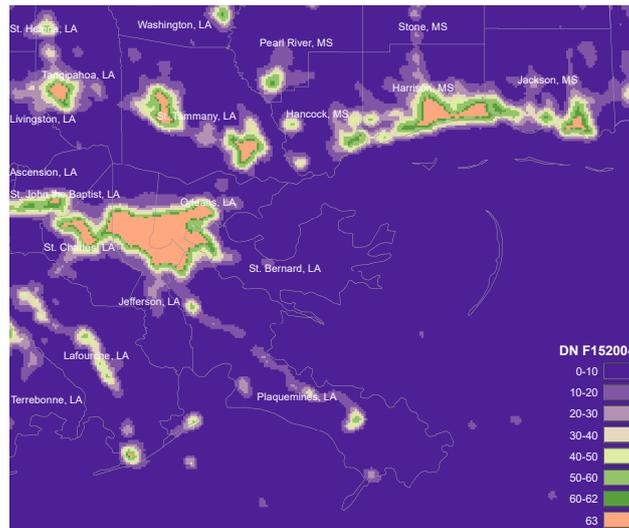 Washington, LA
St. Helena, LA
Stone, MS
Pearl River, MS
Tangipahoa, LA
Jackson, MS
Harrison, MS
Hancock, MS
St. Tammany, LA
Livingston, LA
Ascension, LA
St. John the Baptist, LA
Orleans, LA
St. Charles, LA
St. Bernard, LA
Jefferson, LA
DN F15200
Lafourche, LA
0-10
10-20
Plaquemines, LA
Terrebonne, LA
20-30
30-40
40-50
50-60
60-62
63